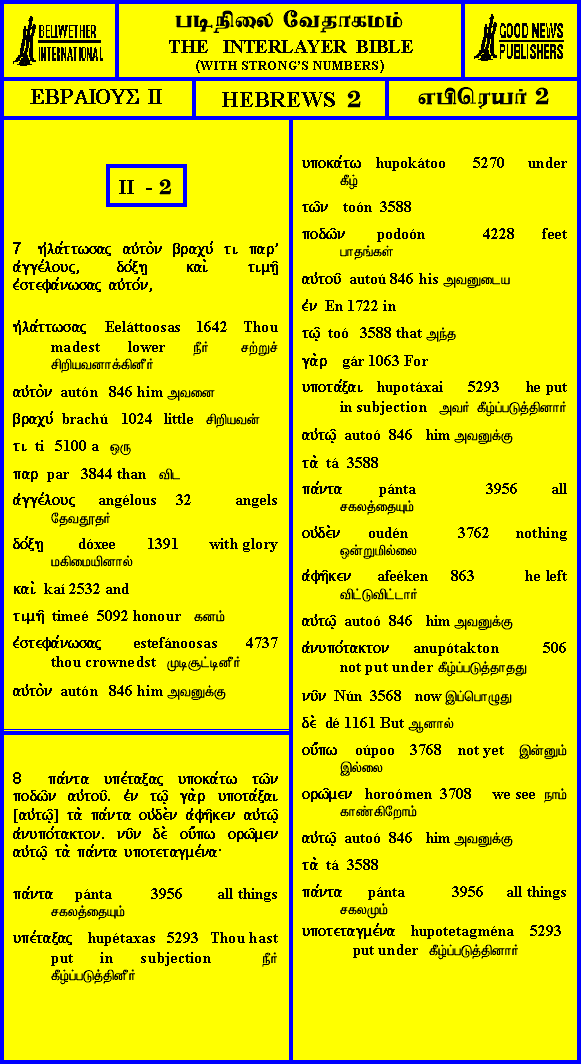 BELLWETHER
INTERNATIONAL
படிநிலை வேதாகமம்
THE INTERLAYER BIBLE
(WITH STRONG'S NUMBERS)
GOOD NEWS
PUBLISHERS
ΕΒΡΑΙΟΥΣ ΙΙ
HEBREWS 2
எபிரெயர் 2
II - 2
7 ἠλάττωσας αὐτὸν βραχύ τι παρ'
ἀγγέλους, δόξῃ καὶ τιμῇ
ἐστεφάνωσας αὐτόν,
ἠλάττωσας Eeláttoosas 1642 Thou
madest lower நீர் சற்றுச்
சிறியவனாக்கினீர்
αὐτὸν autón 846 him அவனை
βραχύ brachú 1024 little சிறியவன்
τι ti 5100 a ஒரு
παρ par 3844 than விட
ἀγγέλους angélous 32 angels
தேவதூதர்
δόξῃ dóxee 1391 with glory
மகிமையினால்
καὶ kaí 2532 and
τιμῇ timeé 5092 honour கனம்
ἐστεφάνωσας estefánoosas 4737
thou crownedst முடிசூட்டினீர்
αὐτὸν autón 846 him அவனுக்கு
8 πάντα υπέταξας υποκάτω τῶν
ποδῶν αὐτοῦ. ἐν τῷ γὰρ υποτάξαι
[αὐτῷ] τὰ πάντα οὐδὲν ἀφῆκεν αὐτῷ
ἀνυπότακτον. νῦν δὲ οὔπω ορῶμεν
αὐτῷ τὰ πάντα υποτεταγμένα·
πάντα pánta 3956 all things
சகலத்தையும்
υπέταξας hupétaxas 5293 Thou hast
put in subjection நீர்
கீழ்ப்படுத்தினீர்
υποκάτω hupokátoo 5270 under
கீழ்
τῶν toón 3588
ποδῶν podoón 4228 feet
பாதங்கள்
αὐτοῦ autoú 846 his அவனுடைய
ἐν En 1722 in
τῷ toó 3588 that அந்த
γὰρ gár 1063 For
υποτάξαι hupotáxai 5293 he put
in subjection அவர் கீழ்ப்படுத்தினார்
αὐτῷ autoó 846 him அவனுக்கு
τὰ tá 3588
πάντα pánta 3956 all
சகலத்தையும்
οὐδὲν oudén 3762 nothing
ஒன்றுமில்லை
ἀφῆκεν afeéken 863 he left
விட்டுவிட்டார்
αὐτῷ autoó 846 him அவனுக்கு
ἀνυπότακτον anupótakton 506
not put under கீழ்ப்படுத்தாதது
νῦν Nún 3568 now இப்பொழுது
δὲ dé 1161 But ஆனால்
οὔπω oúpoo 3768 not yet இன்னும்
இல்லை
ορῶμεν horoómen 3708 we see நாம்
காண்கிறோம்
αὐτῷ autoó 846 him அவனுக்கு
τὰ tá 3588
πάντα pánta 3956 all things
சகலமும்
υποτεταγμένα hupotetagména 5293
put under கீழ்ப்படுத்தினார்